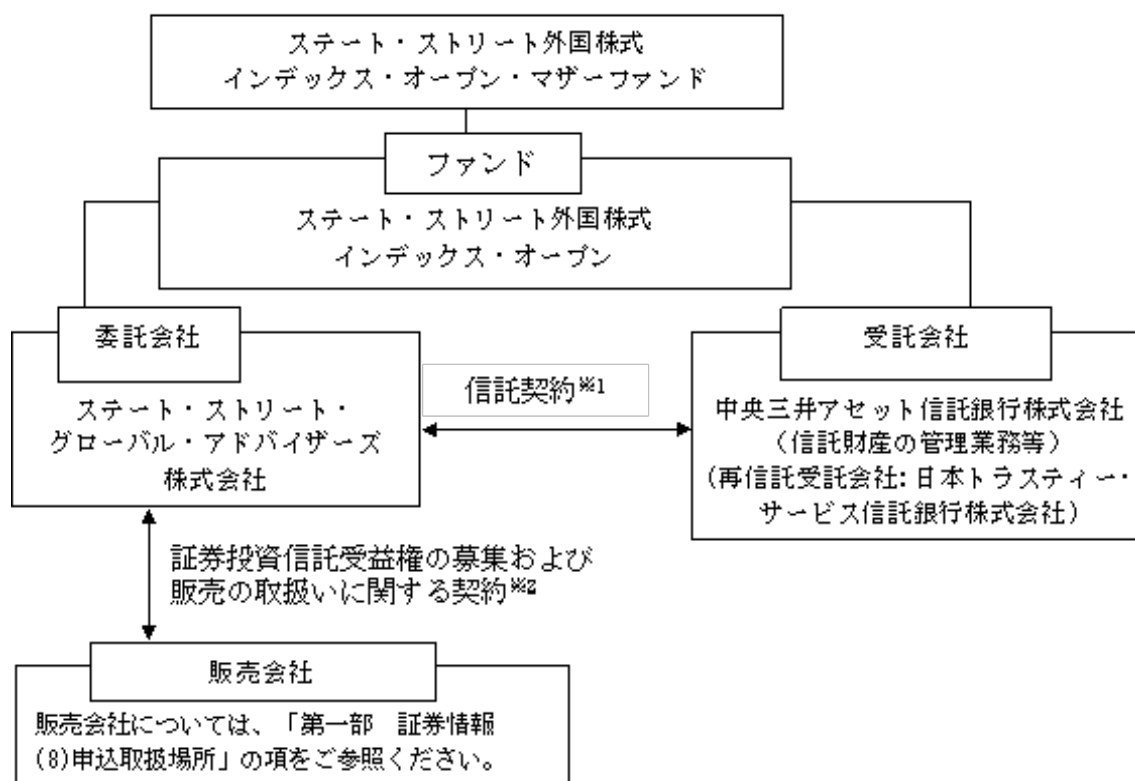 ステート・ストリート外国株式
インデックス・オープン・マザーファンド
ファンド
ステート・ストリート外国株式
インデックス・オープン
委託会社
ステート・ストリート・
グローバル・アドバイザーズ
株式会社
信託契約※1
受託会社
中央三井アセット信託銀行株式会社
（信託財産の管理業務等）
(再信託受託会社:日本トラスティー・
サービス信託銀行株式会社)
証券投資信託受益権の募集および
販売の取扱いに関する契約※2
販売会社
販売会社については、「第一部　証券情報
(8)申込取扱場所」の項をご参照ください。